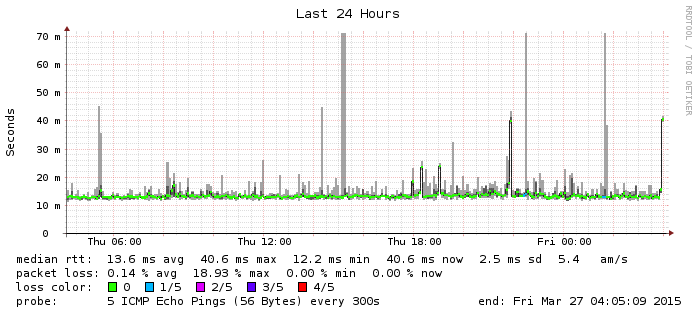 Last 24 Hours
RRDTOOL / TOBI OETIKER
Seconds
70 m
60 m
50 m
40 m
30 m
20 m
10 m
0
Thu 06:00 Thu 12:00 Thu 18:00 Fri 00:00
median rtt: 13.6 ms avg 40.6 ms max 12.2 ms min 40.6 ms now 2.5 ms sd 5.4 am/s
packet loss: 0.14 % avg 18.93 % max 0.00 % min 0.00 % now
loss color: 0 1/5 2/5 3/5 4/5
probe: 5 ICMP Echo Pings (56 Bytes) every 300s end: Fri Mar 27 04:05:09 2015